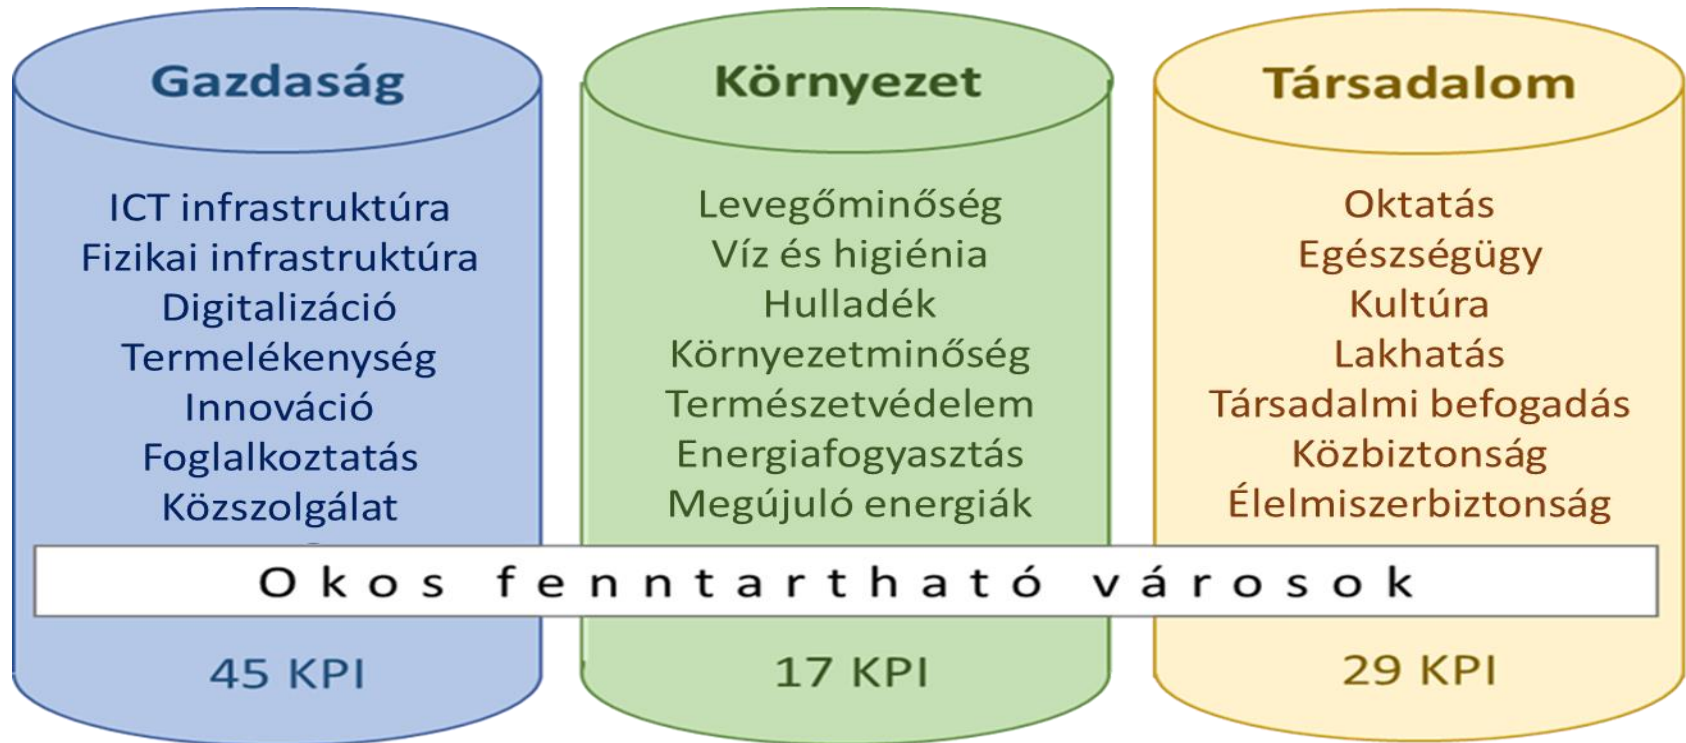 Gazdaság
ICT infrastruktúra
Fizikai infrastruktúra
Digitalizáció
Termelékenység
Innováció
Foglalkoztatás
Közszolgálat
Környezet
Levegőminőség
Víz és higiénia
Hulladék
Környezetminőség
Természetvédelem
Energiafogyasztás
Megújuló energiák
Társadalom
Oktatás
Egészségügy
Kultúra
Lakhatás
Társadalmi befogadás
Közbiztonság
Élelmiszerbiztonság
Okos fenntartható városok
45 KPI
17 KPI
29 KPI